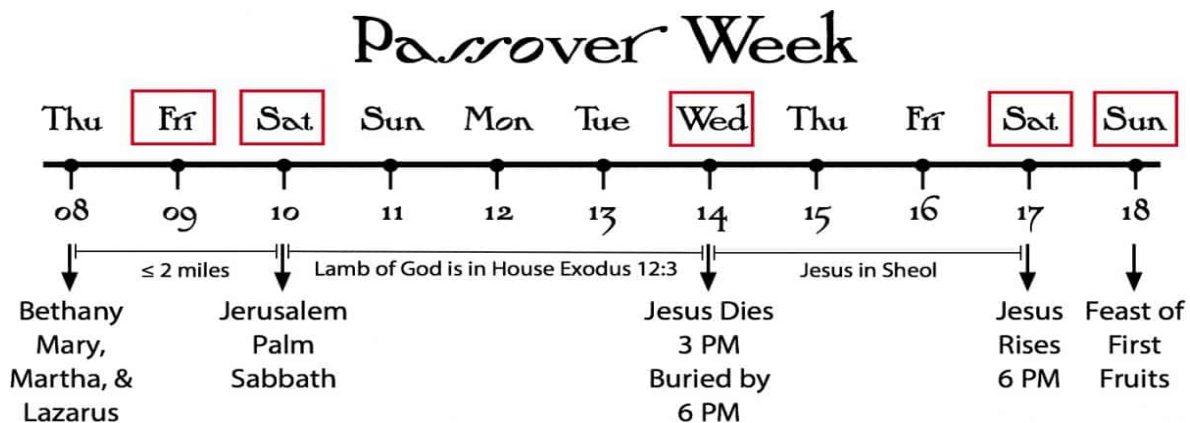 Passover Week
Thu Fri Sat Sun Mon Tue Wed Thu Fri Sat Sun
08 09 10 11 12 13 14 15 16 17 18
≤ 2 miles Lamb of God is in House Exodus 12:3 Jesus in Sheol
Bethany Jerusalem Jesus Dies Jesus Feast of
Mary, Palm 3 PM Rises First
Martha, & Sabbath Buried by 6 PM Fruits
Lazarus 6 PM